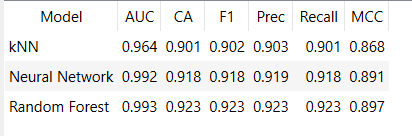 Model AUC CA F1 Prec Recall MCC
kNN 0.964 0.901 0.902 0.903 0.901 0.868
Neural Network 0.992 0.918 0.918 0.919 0.918 0.891
Random Forest 0.993 0.923 0.923 0.923 0.923 0.897